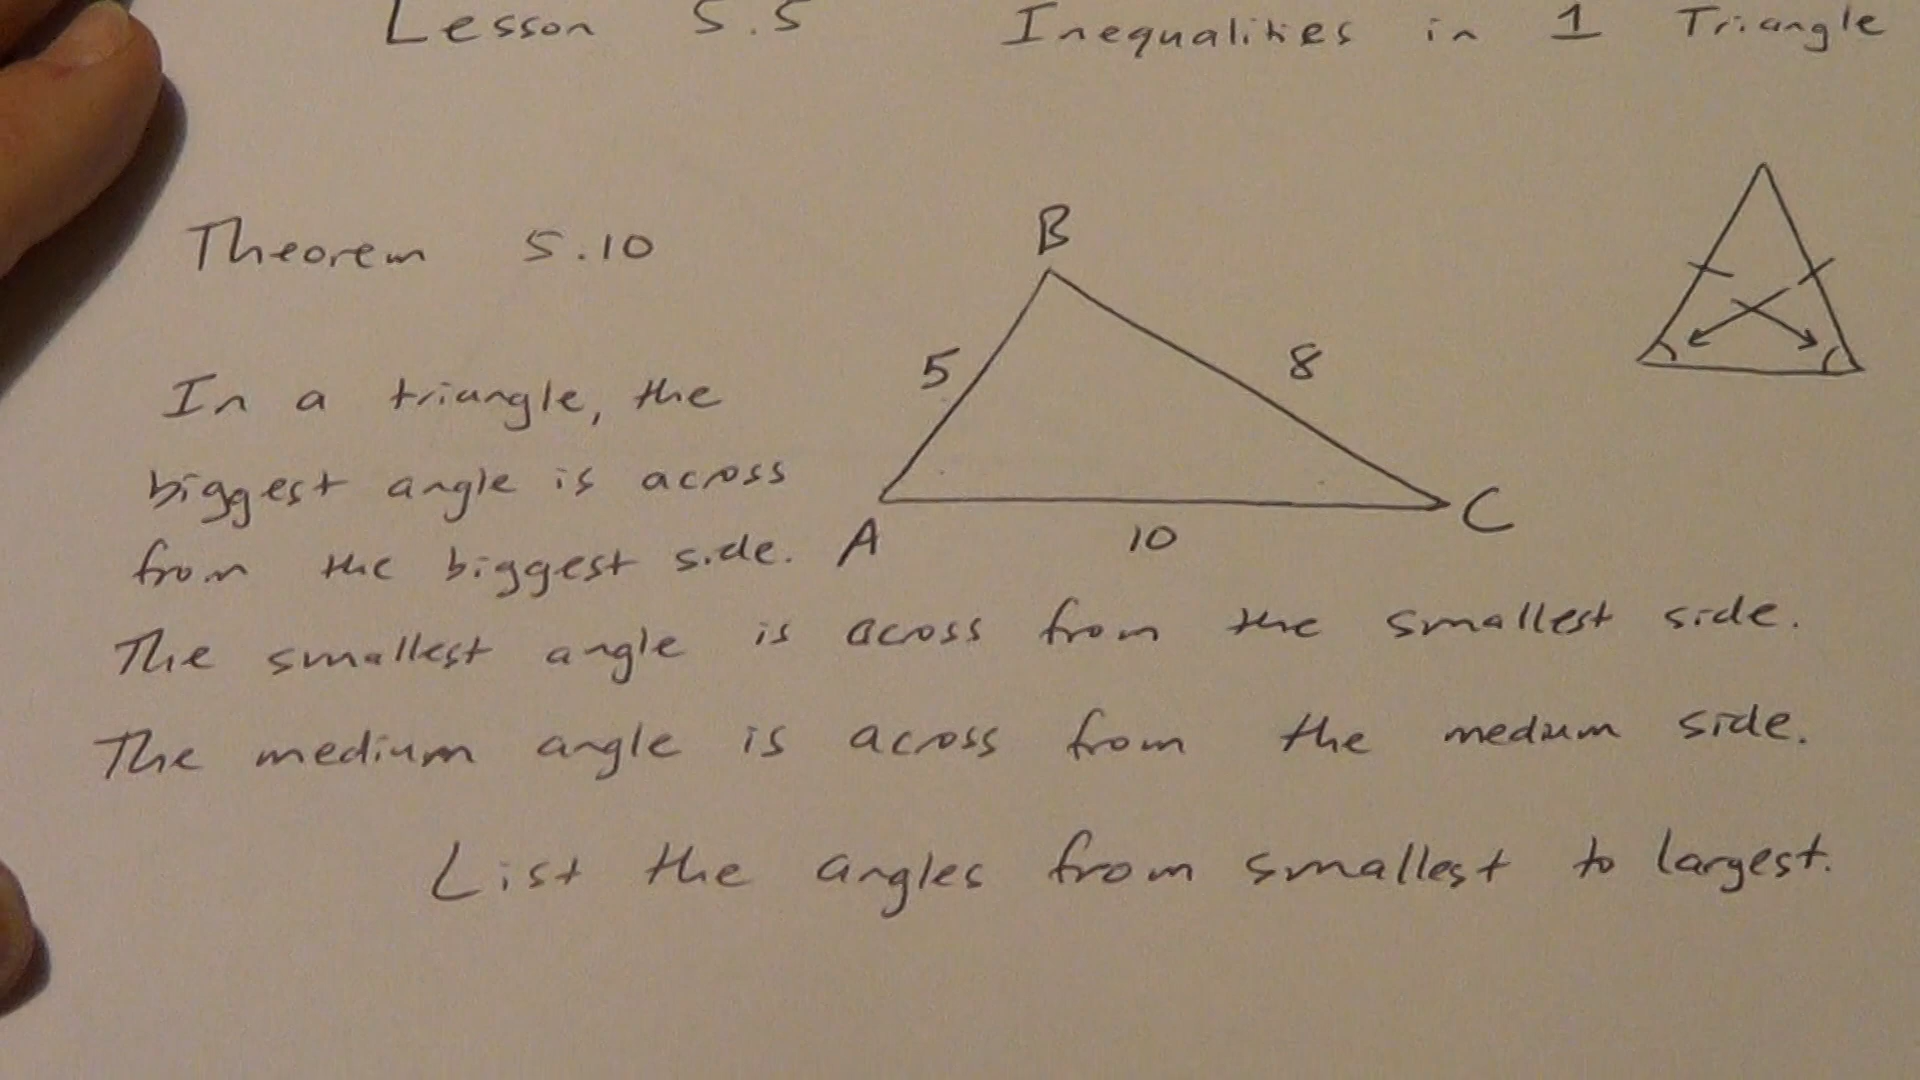 Lesson 5.5 Inequalities in 1 Triangle
Theorem 5.10
B
5
8
In a triangle, the
biggest angle is across
from the biggest side.
A
10
C
The smallest angle is across from the smallest side.
The medium angle is across from the medium side.
List the angles from smallest to largest.